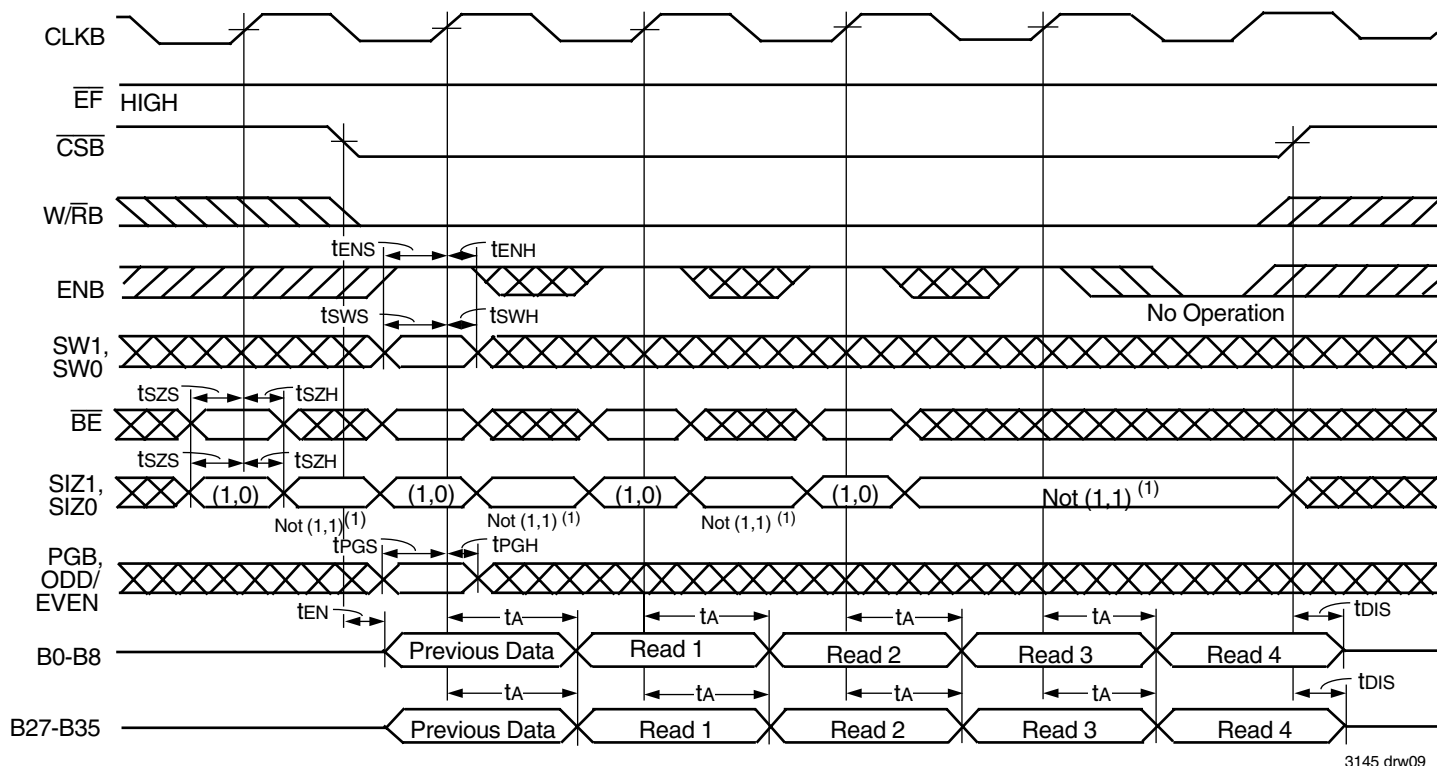 CLKB
EF HIGH
CSB
W/RB
tENS tENH
ENB
No Operation
tSWS tSWH
SW1,
SW0
tSZS tSZH
BE
tSZS tSZH
SIZ1,
SIZ0
(1,0) (1,0) (1,0) (1,0) Not (1,1) (1)
Not (1,1) (1) Not (1,1) (1) Not (1,1) (1)
tPGS tPGH
PGB,
ODD/
EVEN
tEN tA tA tA tA tDIS
B0-B8 Previous Data Read 1 Read 2 Read 3 Read 4
tA tA tA tA tDIS
B27-B35 Previous Data Read 1 Read 2 Read 3 Read 4
3145 drw09